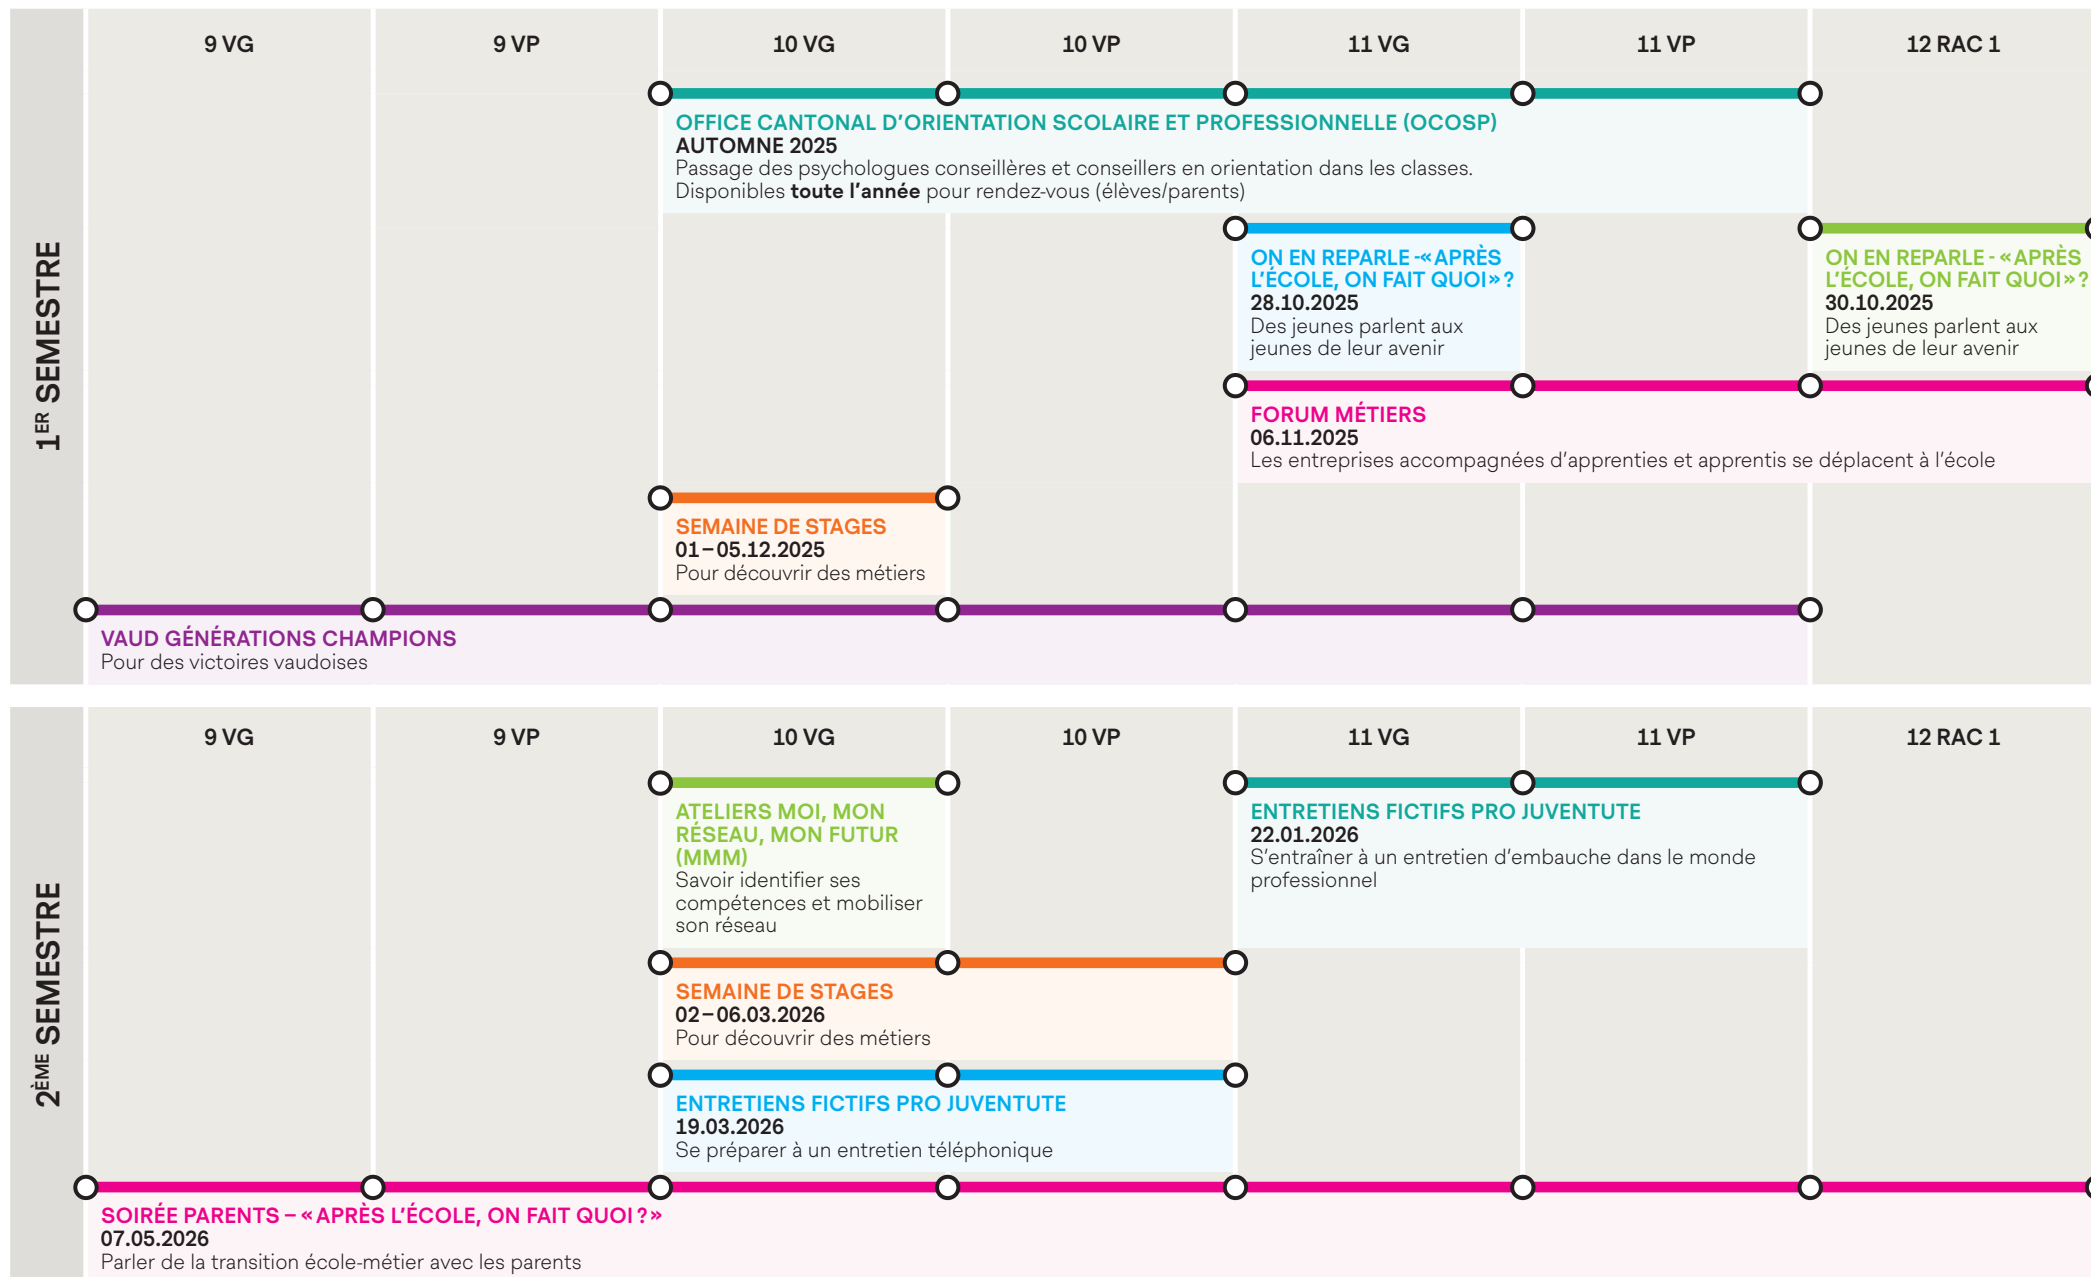 1ER SEMESTRE
9 VG
9 VP
10 VG
10 VP
11 VG
11 VP
12 RAC 1
OFFICE CANTONAL D'ORIENTATION SCOLAIRE ET PROFESSIONNELLE (OCOSP)
AUTOMNE 2025
Passage des psychologues conseillères et conseillers en orientation dans les classes.
Disponibles toute l'année pour rendez-vous (élèves/parents)
ON EN REPARLE -«APRÈS
L'ÉCOLE, ON FAIT QUOI»?
28.10.2025
Des jeunes parlent aux
jeunes de leur avenir
ON EN REPARLE - «APRÈS
L'ÉCOLE, ON FAIT QUOI»?
30.10.2025
Des jeunes parlent aux
jeunes de leur avenir
FORUM MÉTIERS
06.11.2025
Les entreprises accompagnées d'apprenties et apprentis se déplacent à l'école
SEMAINE DE STAGES
01–05.12.2025
Pour découvrir des métiers
VAUD GÉNÉRATIONS CHAMPIONS
Pour des victoires vaudoises
2ÈME SEMESTRE
9 VG
9 VP
10 VG
10 VP
11 VG
11 VP
12 RAC 1
ATELIERS MOI, MON
RÉSEAU, MON FUTUR
(MMM)
Savoir identifier ses
compétences et mobiliser
son réseau
ENTRETIENS FICTIFS PRO JUVENTUTE
22.01.2026
S'entraîner à un entretien d'embauche dans le monde
professionnel
SEMAINE DE STAGES
02–06.03.2026
Pour découvrir des métiers
ENTRETIENS FICTIFS PRO JUVENTUTE
19.03.2026
Se préparer à un entretien téléphonique
SOIRÉE PARENTS – «APRÈS L'ÉCOLE, ON FAIT QUOI?»
07.05.2026
Parler de la transition école-métier avec les parents